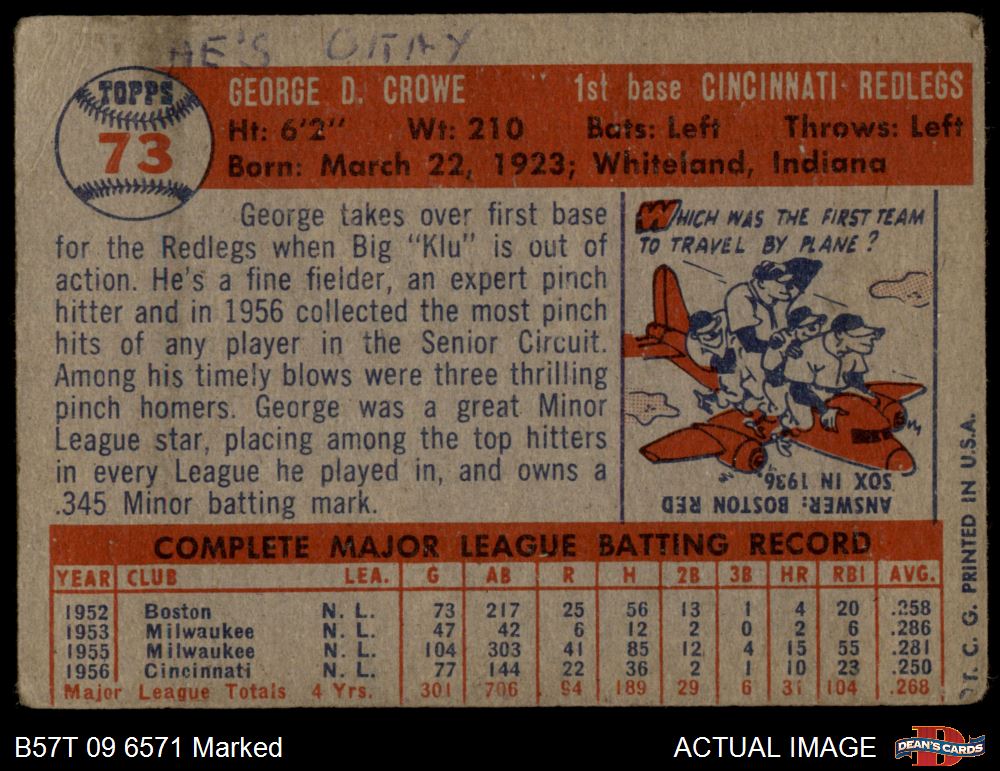 HE'S OKAY
TOPPS
73
GEORGE D. CROWE 1st base CINCINNATI REDLEGS
Ht: 6'2" Wt: 210 Bats: Left Throws: Left
Born: March 22, 1923; Whiteland, Indiana
George takes over first base
for the Redlegs when Big "Klu" is out of
action. He's a fine fielder, an expert pinch
hitter and in 1956 collected the most pinch
hits of any player in the Senior Circuit.
Among his timely blows were three thrilling
pinch homers. George was a great Minor
League star, placing among the top hitters
in every League he played in, and owns a
.345 Minor batting mark.
WHICH WAS THE FIRST TEAM
TO TRAVEL BY PLANE?
ANSWER: BOSTON RED
SOX IN 1936.
COMPLETE MAJOR LEAGUE BATTING RECORD
YEAR CLUB LEA. G AB R H 2B 3B HR RBI AVG.
1952 Boston N. L. 73 217 25 56 13 1 4 20 .258
1953 Milwaukee N. L. 47 42 6 12 2 0 2 6 .286
1955 Milwaukee N. L. 104 303 41 85 12 4 15 55 .281
1956 Cincinnati N. L. 77 144 22 36 2 1 10 23 .250
Major League Totals 4 Yrs. 301 706 94 189 29 6 31 104 .268
T. C. G. PRINTED IN U.S.A.
B57T 09 6571 Marked
ACTUAL IMAGE
DEAN'S CARDS